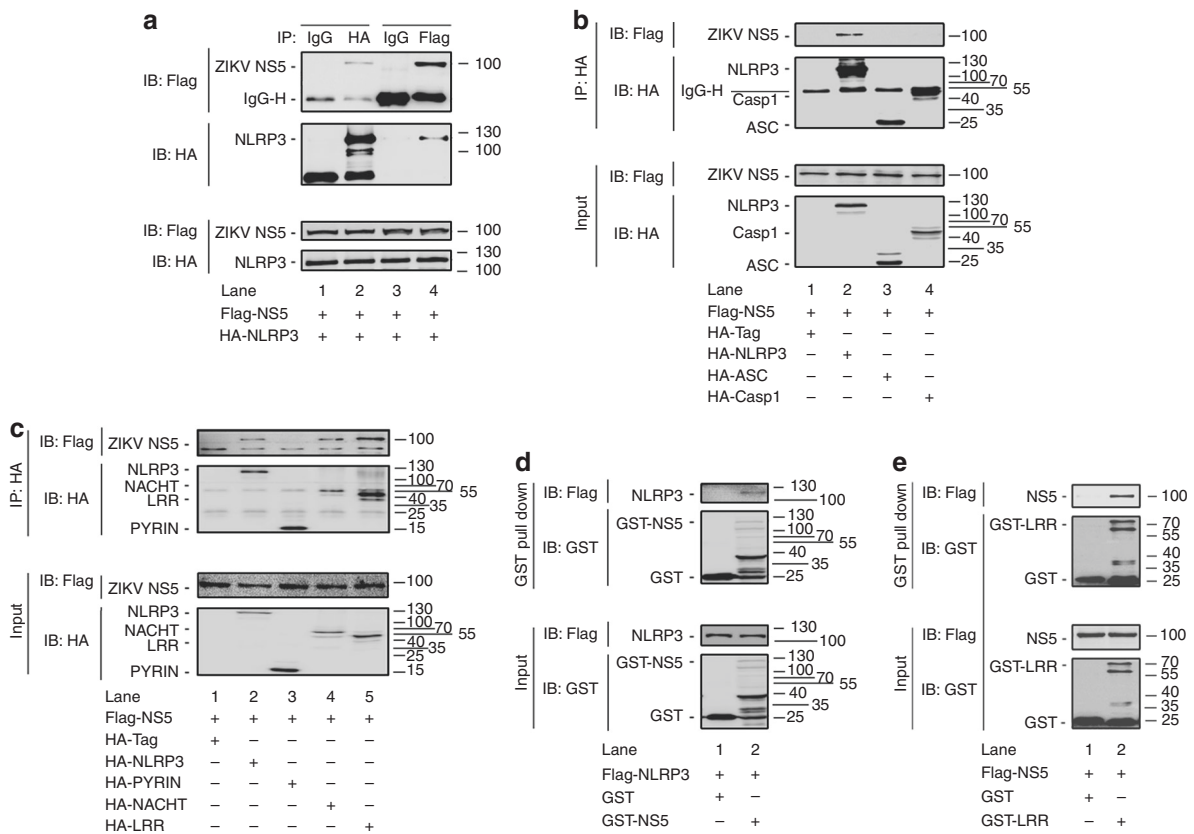 a
IP: IgG HA IgG Flag
IB: Flag
ZIKV NS5 - – 100
IgG-H -
IB: HA
NLRP3 - – 130
– 100
IB: Flag ZIKV NS5 - – 100
IB: HA NLRP3 - – 130
– 100
Lane 1 2 3 4
Flag-NS5 + + + +
HA-NLRP3 + + + +
b
IP: HA
IB: Flag ZIKV NS5 - – 100
IB: HA
NLRP3 - – 130
– 100
70
IgG-H 55
Casp1 - – 40
35
ASC - – 25
Input
IB: Flag ZIKV NS5 - – 100
IB: HA
NLRP3 - – 130
– 100
70
55
Casp1 - – 40
35
ASC - – 25
Lane 1 2 3 4
Flag-NS5 + + + +
HA-Tag + – – –
HA-NLRP3 – + – –
HA-ASC – – + –
HA-Casp1 – – – +
c
IP: HA
IB: Flag ZIKV NS5 - – 100
IB: HA
NLRP3 - – 130
– 100
NACHT - 70
55
LRR - – 40
35
– 25
PYRIN - – 15
Input
IB: Flag ZIKV NS5 - – 100
IB: HA
NLRP3 - – 130
– 100
NACHT - 70
55
LRR - – 40
35
– 25
PYRIN - – 15
Lane 1 2 3 4 5
Flag-NS5 + + + + +
HA-Tag + – – – –
HA-NLRP3 – + – – –
HA-PYRIN – – + – –
HA-NACHT – – – + –
HA-LRR – – – – +
d
GST pull down
IB: Flag NLRP3 - – 130
100
IB: GST
GST-NS5 - – 130
– 100
70
55
– 40
35
GST - – 25
Input
IB: Flag NLRP3 - – 130
100
IB: GST
GST-NS5 - – 130
– 100
70
55
– 40
35
GST - – 25
Lane 1 2
Flag-NLRP3 + +
GST + –
GST-NS5 – +
e
GST pull down
IB: Flag NS5 - – 100
IB: GST
GST-LRR - – 70
– 55
– 40
– 35
GST - – 25
Input
IB: Flag NS5 - – 100
IB: GST
GST-LRR - – 70
– 55
– 40
– 35
GST - – 25
Lane 1 2
Flag-NS5 + +
GST + –
GST-LRR – +